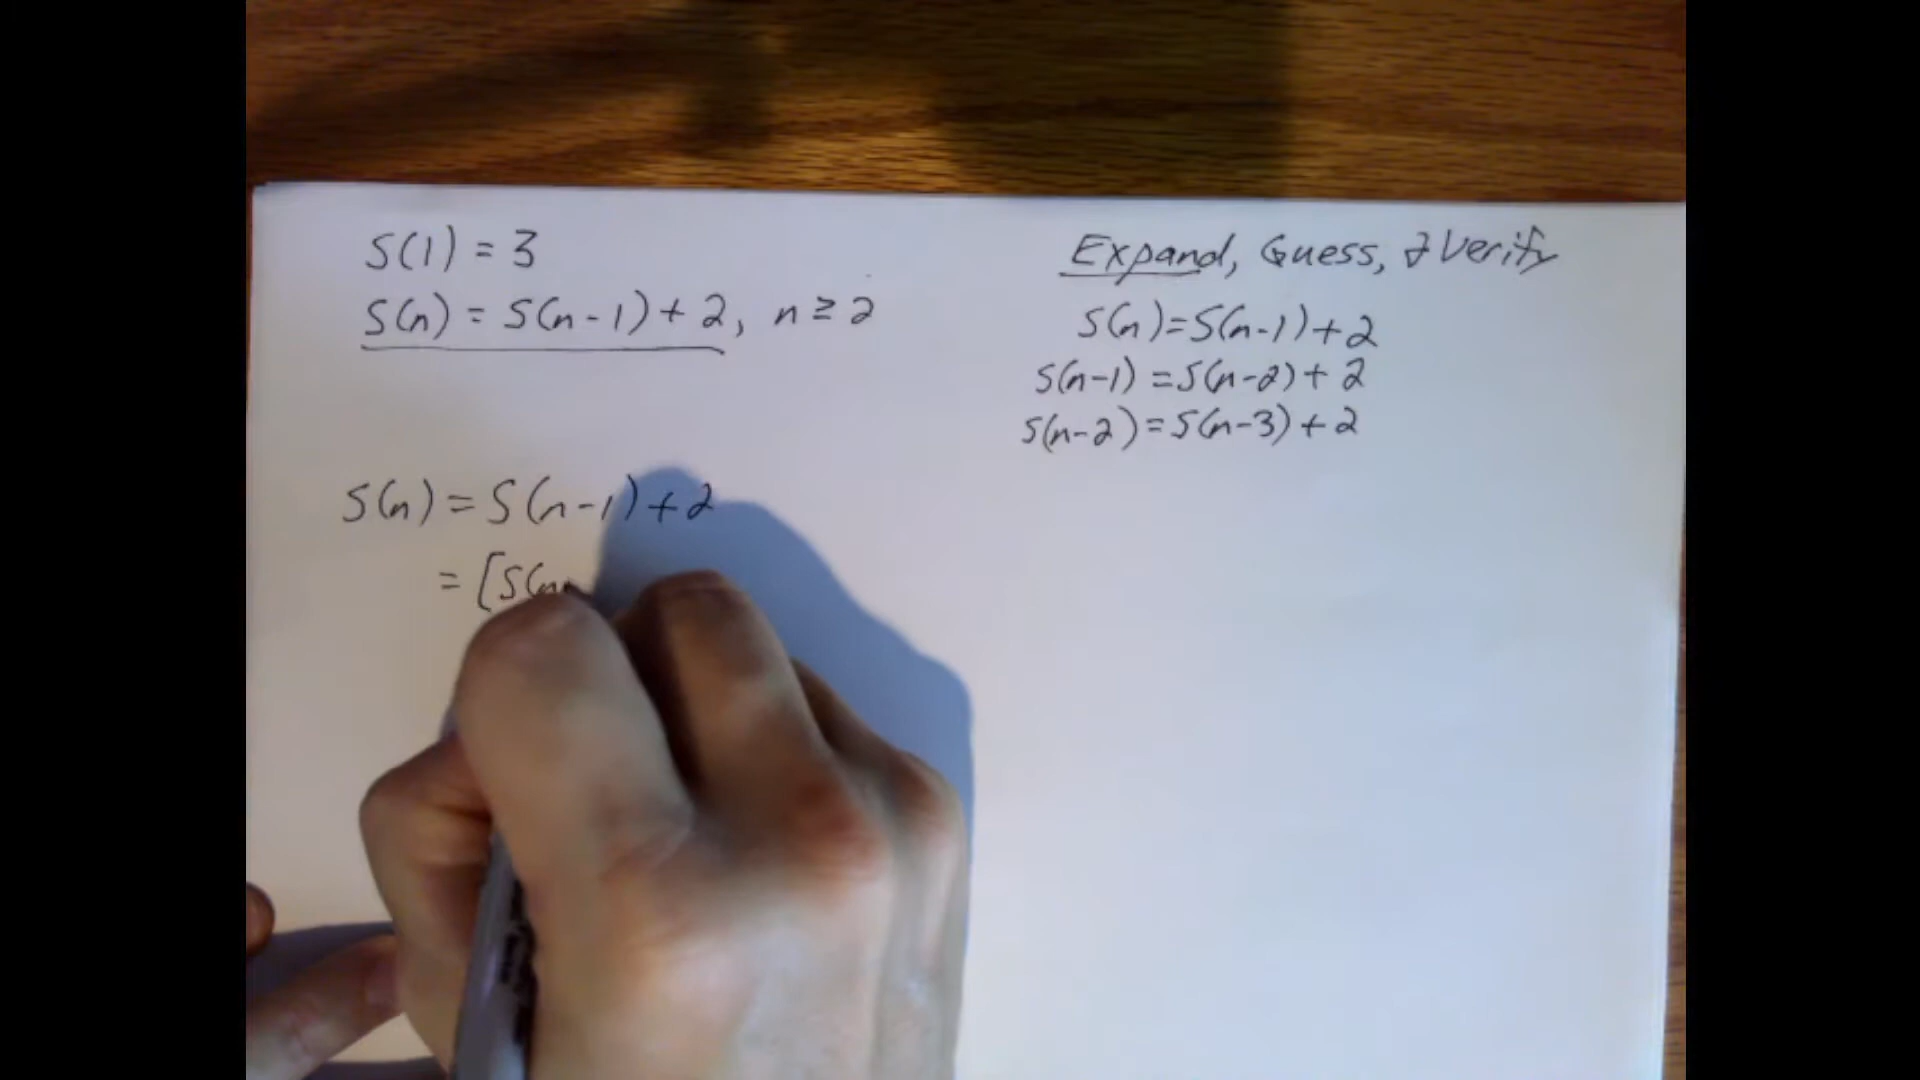 S(1) = 3
S(n) = S(n-1) + 2, n ≥ 2
Expand, Guess, & Verify
S(n)=S(n-1)+2
S(n-1)=S(n-2)+2
S(n-2)=S(n-3)+2
S(n) = S(n-1)+2
= [S(n